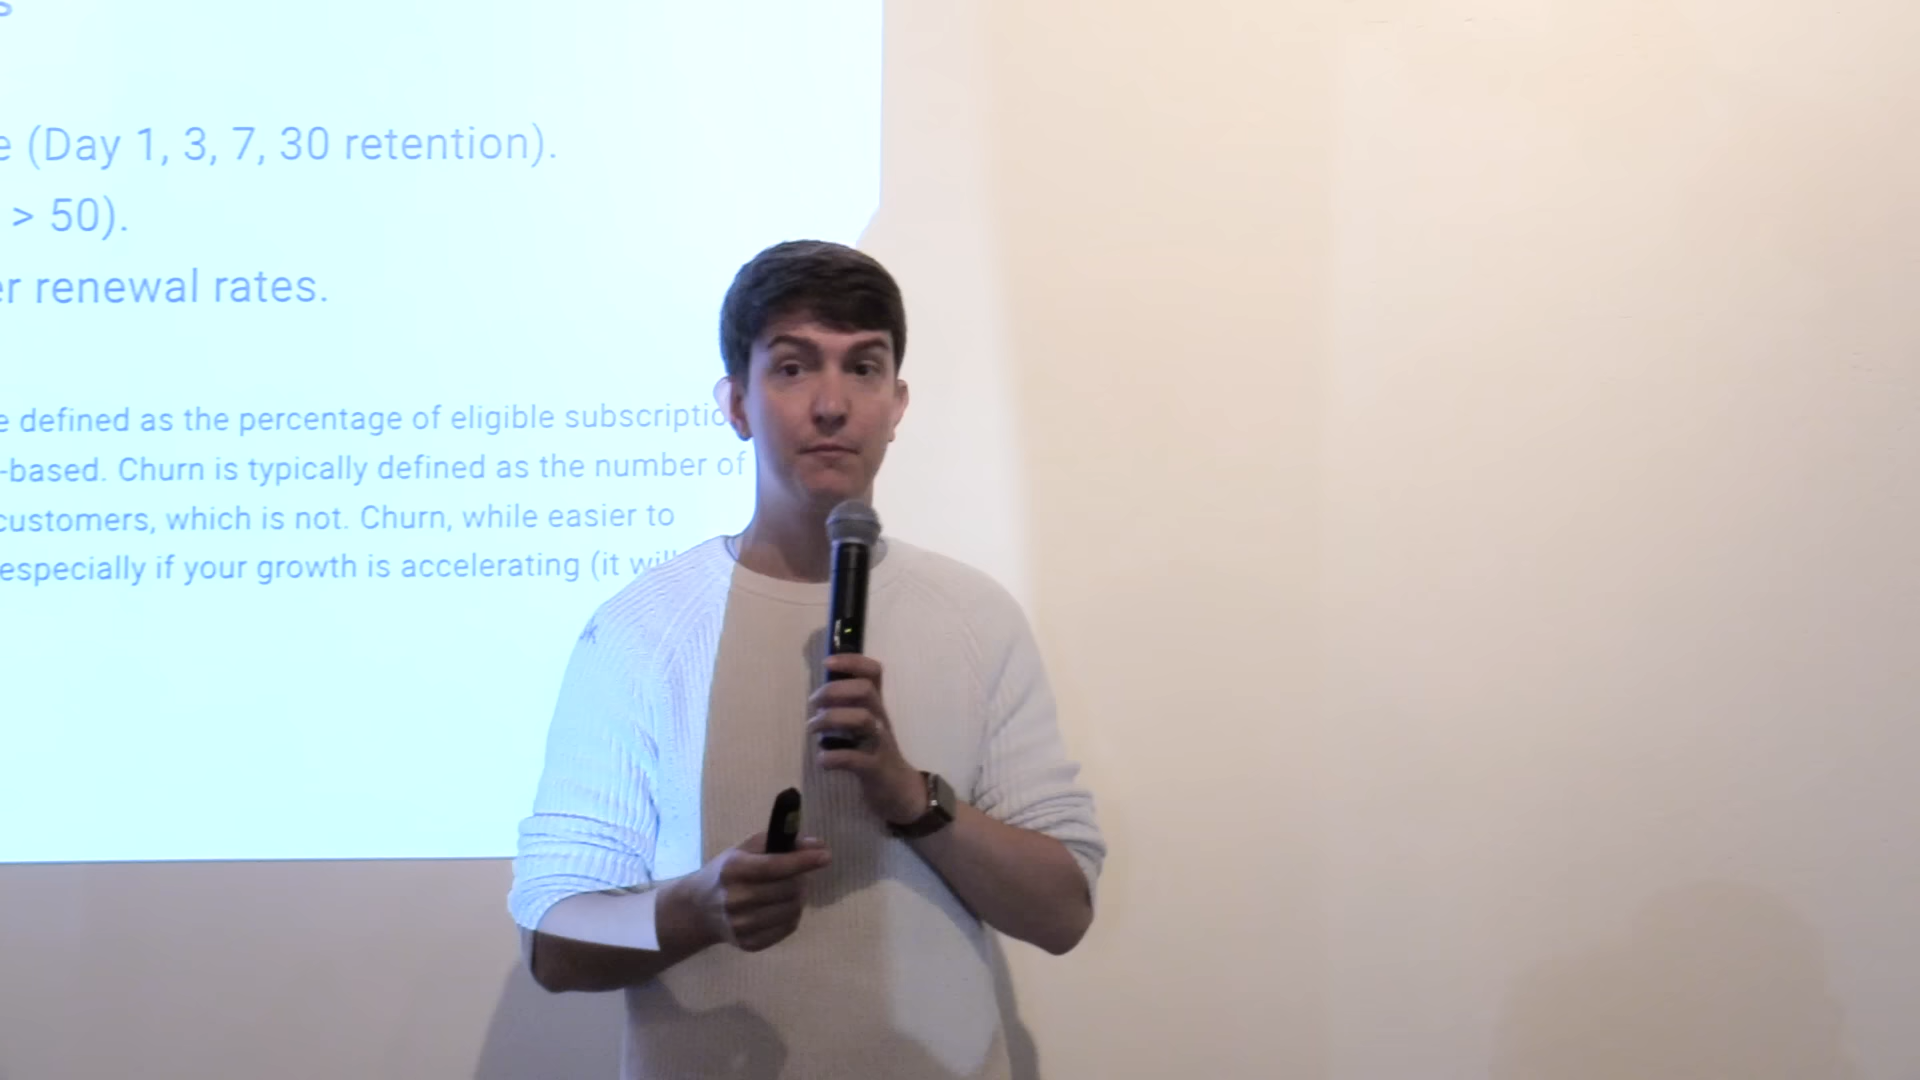 s
e (Day 1, 3, 7, 30 retention).
> 50).
er renewal rates.
e defined as the percentage of eligible subscriptio
-based. Churn is typically defined as the number of
customers, which is not. Churn, while easier to
especially if your growth is accelerating (it will